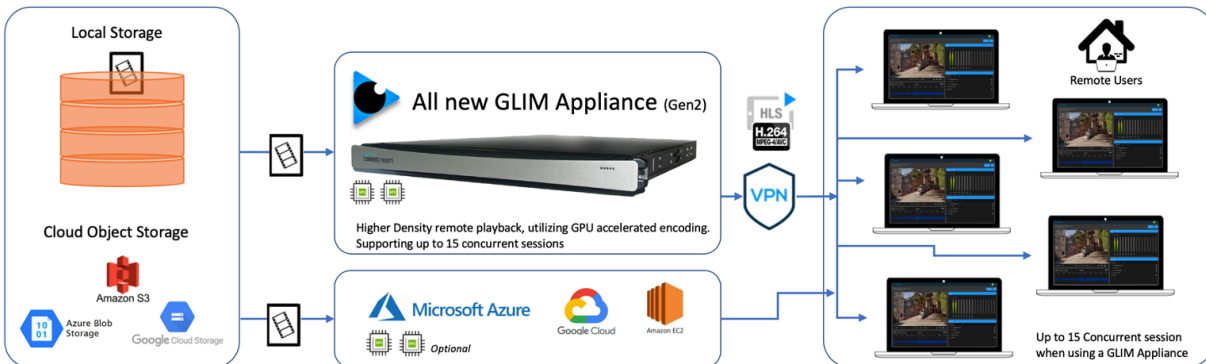 Local Storage
Cloud Object Storage
Amazon S3
10
01
Azure Blob
Storage
Google Cloud Storage
All new GLIM Appliance (Gen2)
telestream
Higher Density remote playback, utilizing GPU accelerated encoding.
Supporting up to 15 concurrent sessions
Microsoft Azure
Optional
Google Cloud
Amazon EC2
HLS
H.264
MPEG-4/AVC
VPN
Remote Users
Up to 15 Concurrent session
when using a GLIM Appliance